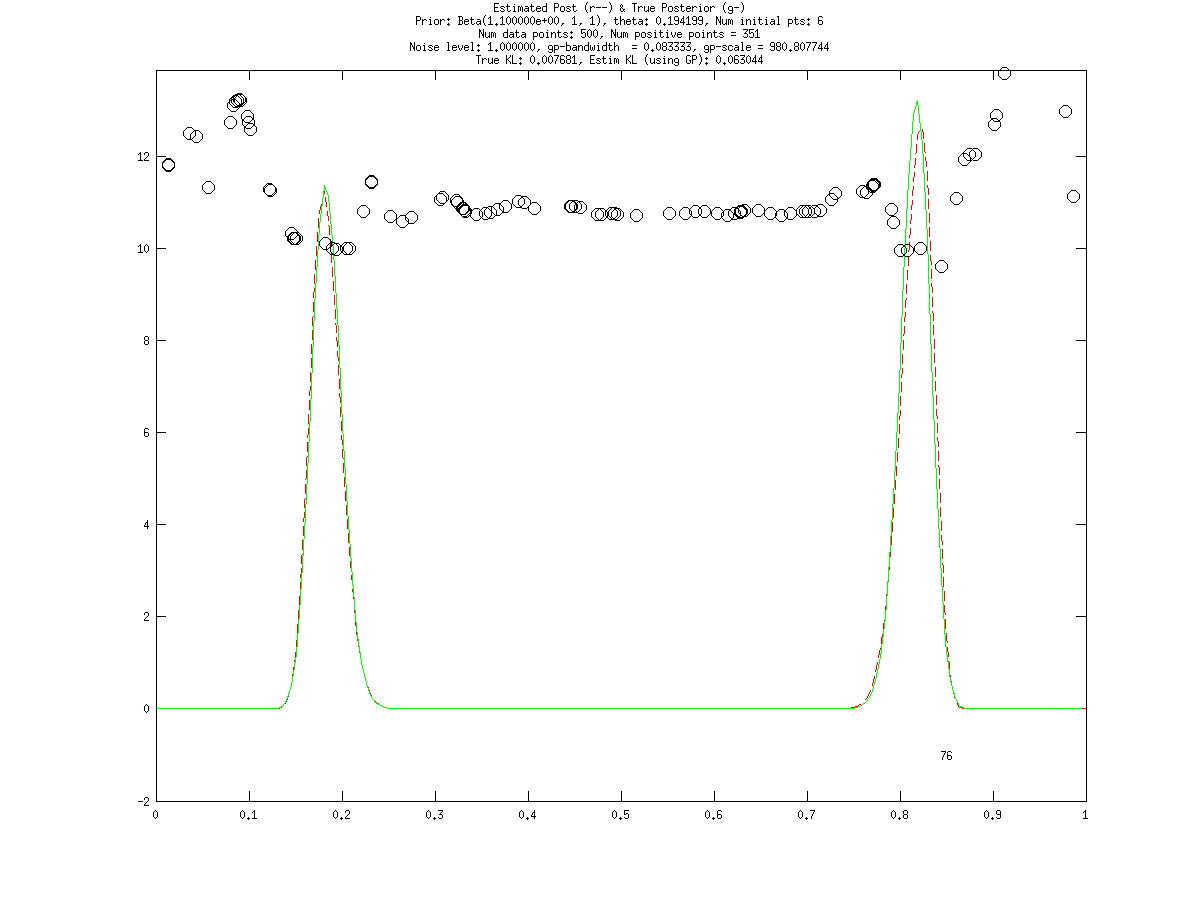 Estimated Post (r--) & True Posterior (g-)
Prior: Beta(1.100000e+00, 1, 1), theta: 0.194199, Num initial pts: 6
Num data points: 500, Num positive points = 351
Noise level: 1.000000, gp-bandwidth  = 0.083333, gp-scale = 980.807744
True KL: 0.007681, Estim KL (using GP): 0.063044
12
10
8
6
4
2
0
76
-2
0 0.1 0.2 0.3 0.4 0.5 0.6 0.7 0.8 0.9 1